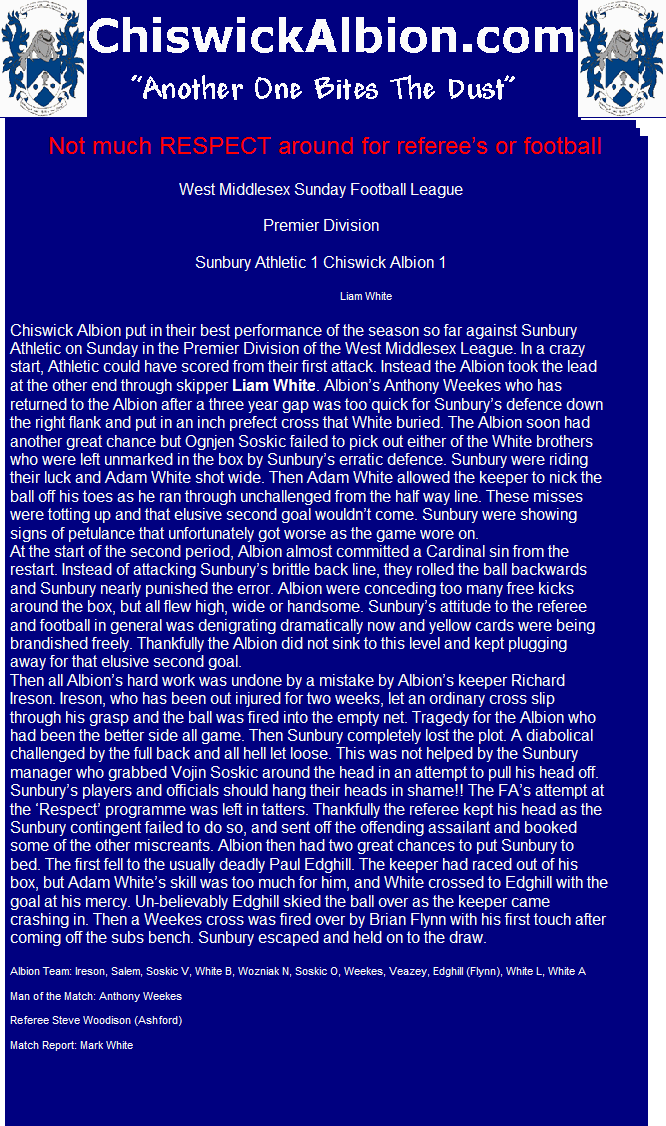 ChiswickAlbion.com
“Another One Bites The Dust”
Not much RESPECT around for referee’s or football
West Middlesex Sunday Football League
Premier Division
Sunbury Athletic 1 Chiswick Albion 1
Liam White
Chiswick Albion put in their best performance of the season so far against Sunbury
Athletic on Sunday in the Premier Division of the West Middlesex League. In a crazy
start, Athletic could have scored from their first attack. Instead the Albion took the lead
at the other end through skipper Liam White. Albion’s Anthony Weekes who has
returned to the Albion after a three year gap was too quick for Sunbury’s defence down
the right flank and put in an inch prefect cross that White buried. The Albion soon had
another great chance but Ognjen Soskic failed to pick out either of the White brothers
who were left unmarked in the box by Sunbury’s erratic defence. Sunbury were riding
their luck and Adam White shot wide. Then Adam White allowed the keeper to nick the
ball off his toes as he ran through unchallenged from the half way line. These misses
were totting up and that elusive second goal wouldn’t come. Sunbury were showing
signs of petulance that unfortunately got worse as the game wore on.
At the start of the second period, Albion almost committed a Cardinal sin from the
restart. Instead of attacking Sunbury’s brittle back line, they rolled the ball backwards
and Sunbury nearly punished the error. Albion were conceding too many free kicks
around the box, but all flew high, wide or handsome. Sunbury’s attitude to the referee
and football in general was denigrating dramatically now and yellow cards were being
brandished freely. Thankfully the Albion did not sink to this level and kept plugging
away for that elusive second goal.
Then all Albion’s hard work was undone by a mistake by Albion’s keeper Richard
Ireson. Ireson, who has been out injured for two weeks, let an ordinary cross slip
through his grasp and the ball was fired into the empty net. Tragedy for the Albion who
had been the better side all game. Then Sunbury completely lost the plot. A diabolical
challenged by the full back and all hell let loose. This was not helped by the Sunbury
manager who grabbed Vojin Soskic around the head in an attempt to pull his head off.
Sunbury’s players and officials should hang their heads in shame!! The FA’s attempt at
the ‘Respect’ programme was left in tatters. Thankfully the referee kept his head as the
Sunbury contingent failed to do so, and sent off the offending assailant and booked
some of the other miscreants. Albion then had two great chances to put Sunbury to
bed. The first fell to the usually deadly Paul Edghill. The keeper had raced out of his
box, but Adam White’s skill was too much for him, and White crossed to Edghill with the
goal at his mercy. Un-believably Edghill skied the ball over as the keeper came
crashing in. Then a Weekes cross was fired over by Brian Flynn with his first touch after
coming off the subs bench. Sunbury escaped and held on to the draw.
Albion Team: Ireson, Salem, Soskic V, White B, Wozniak N, Soskic O, Weekes, Veazey, Edghill (Flynn), White L, White A
Man of the Match: Anthony Weekes
Referee Steve Woodison (Ashford)
Match Report: Mark White